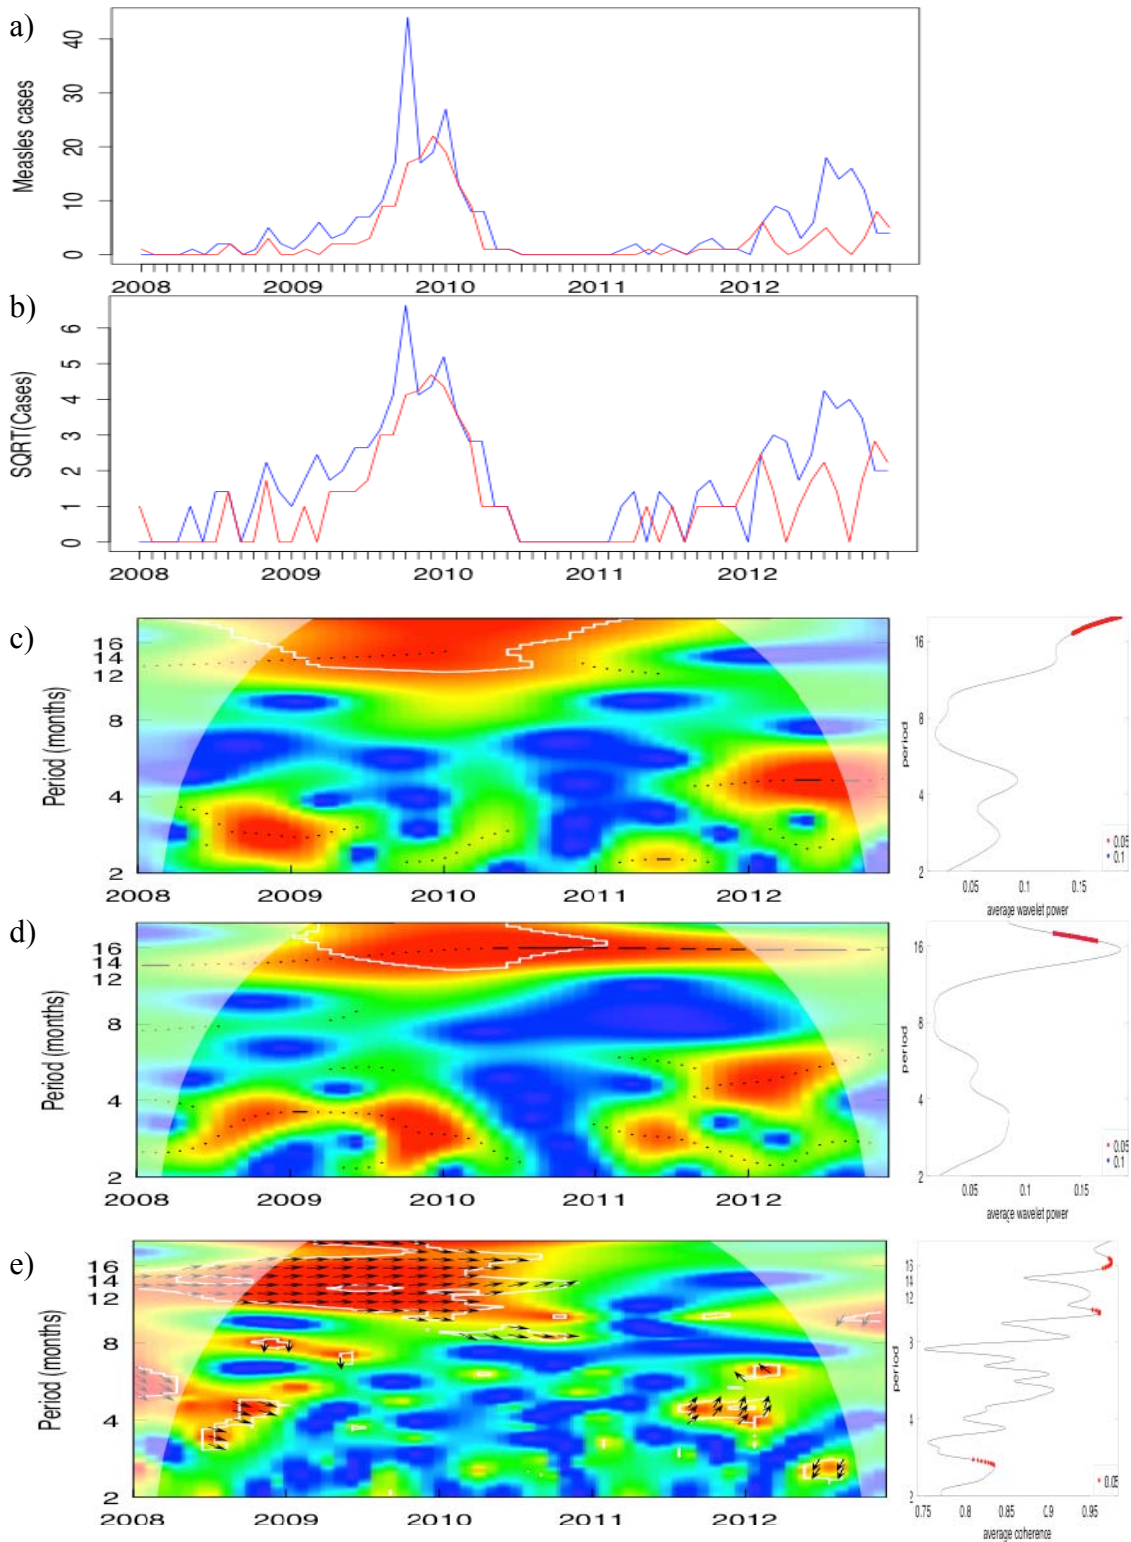 a)
Measles cases
40
30
20
10
0
2008 2009 2010 2011 2012
b)
SQRT(Cases)
6
5
4
3
2
1
0
2008 2009 2010 2011 2012
c)
Period (months)
16
14
12
8
4
2
2008 2009 2010 2011 2012
period
16
8
4
2
0.05
0.1
0.05 0.1 0.15
average wavelet power
d)
Period (months)
16
14
12
8
4
2
2008 2009 2010 2011 2012
period
16
8
4
2
0.05
0.1
0.05 0.1 0.15
average wavelet power
e)
Period (months)
16
14
12
8
4
2
2008 2009 2010 2011 2012
period
16
14
12
8
4
2
0.05
0.75 0.8 0.85 0.9 0.95
average coherence